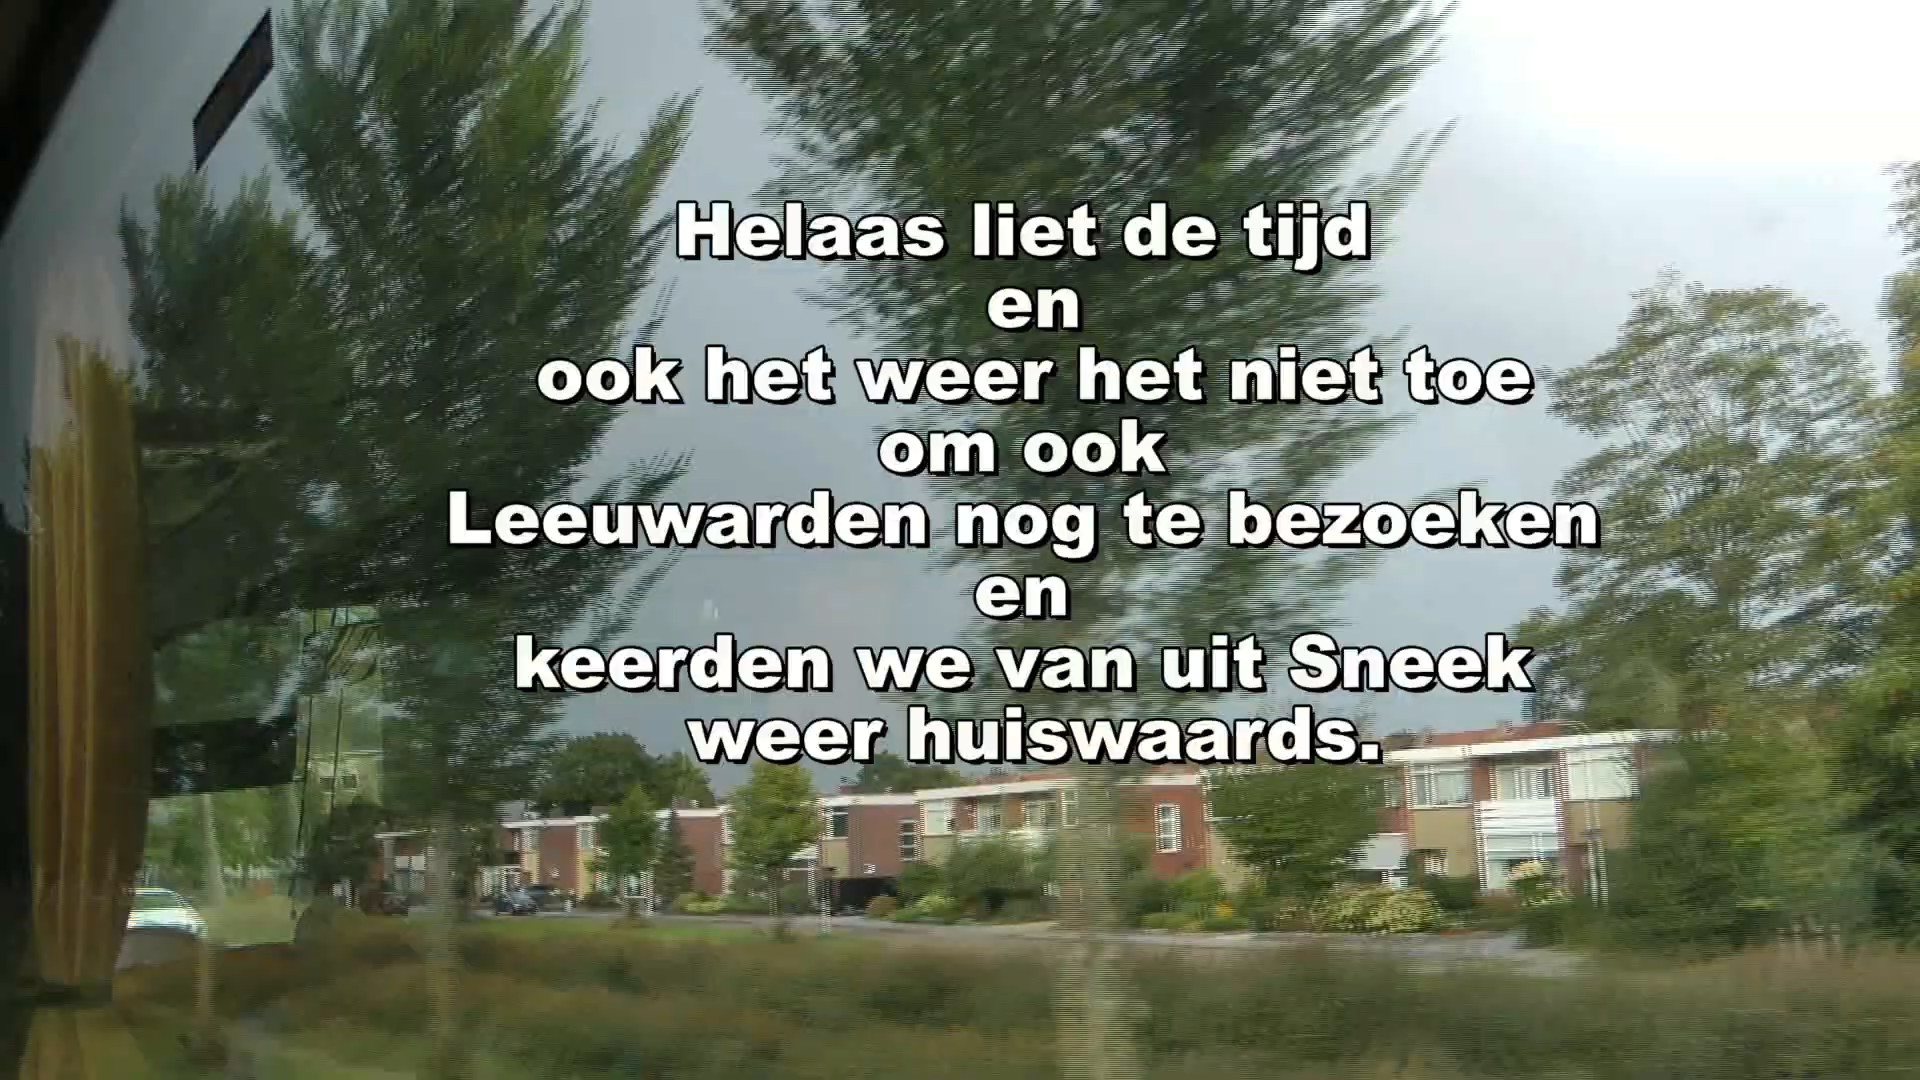 Helaas liet de tijd
en
ook het weer het niet toe
om ook
Leeuwarden nog te bezoeken
en
keerden we van uit Sneek
weer huiswaards.